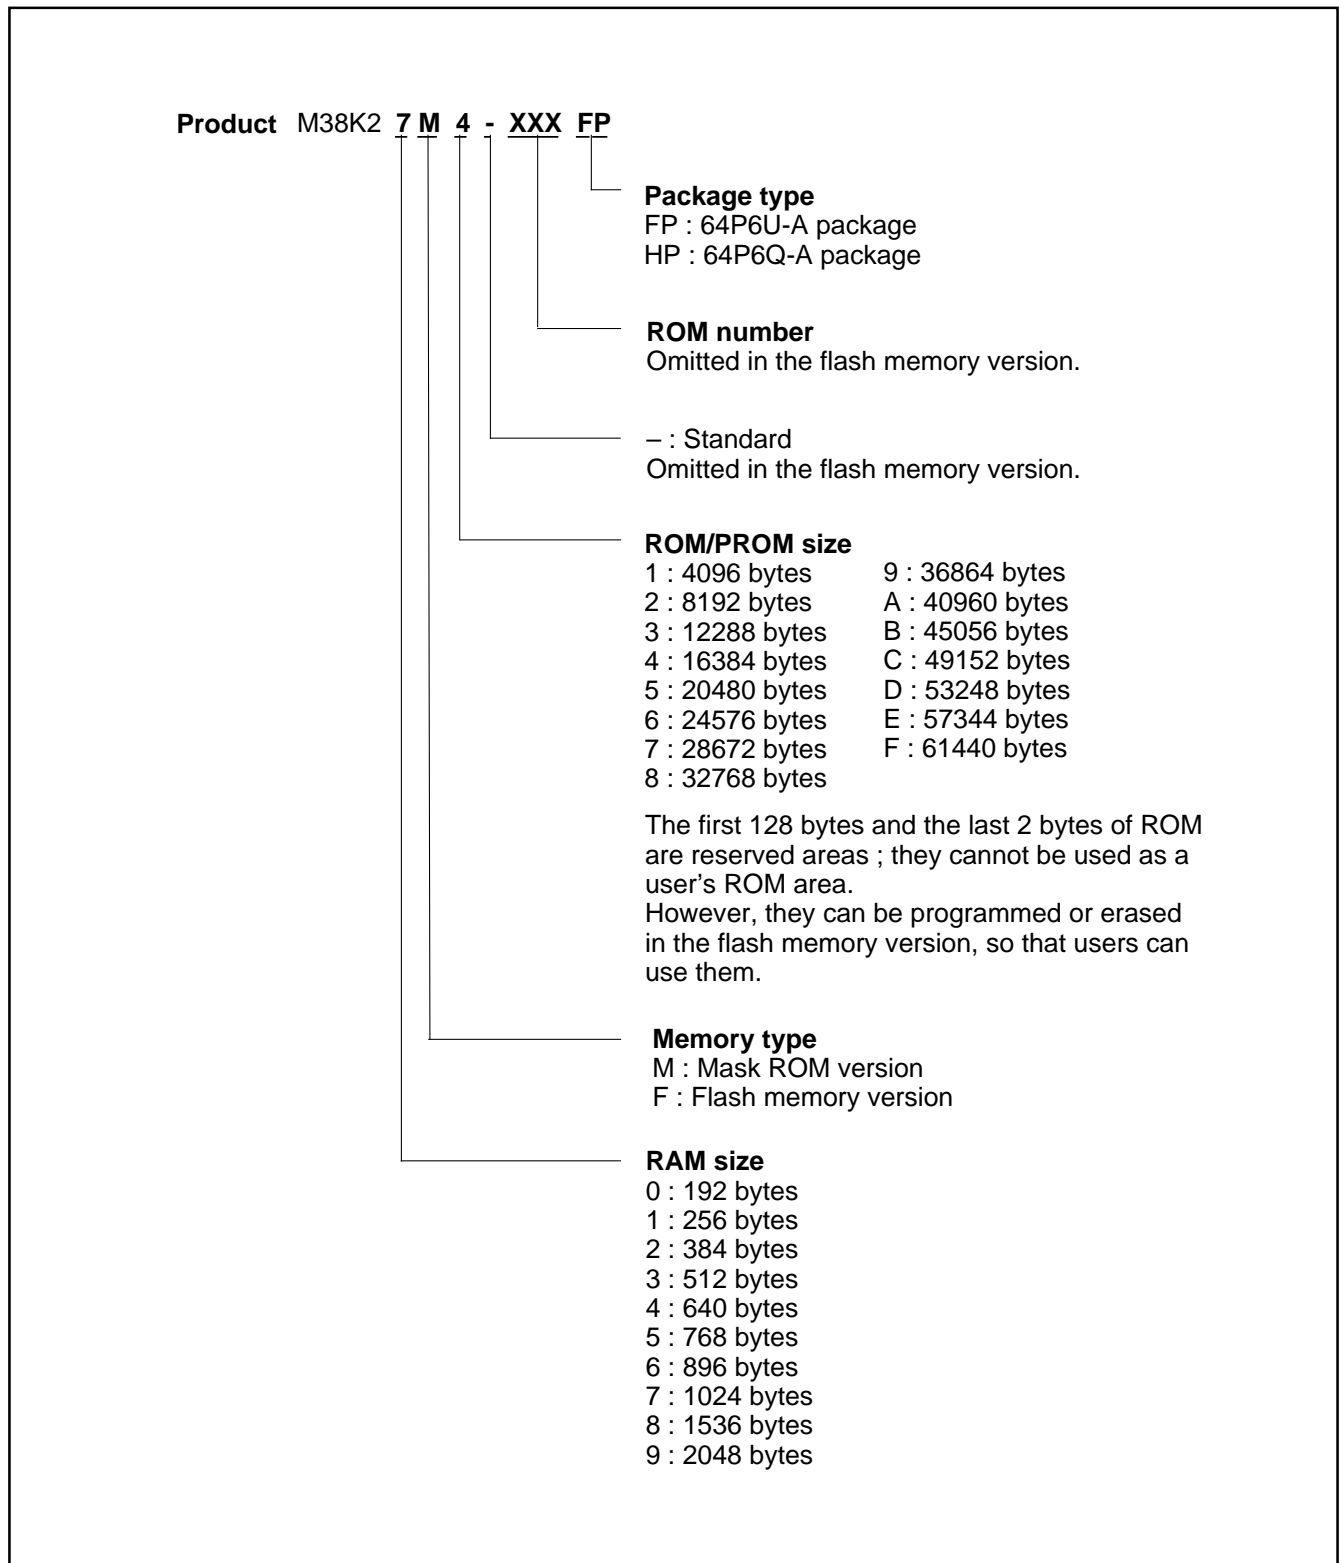 Product M38K2 7 M 4 - XXX FP
Package type
FP : 64P6U-A package
HP : 64P6Q-A package
ROM number
Omitted in the flash memory version.
– : Standard
Omitted in the flash memory version.
ROM/PROM size
1 : 4096 bytes
2 : 8192 bytes
3 : 12288 bytes
4 : 16384 bytes
5 : 20480 bytes
6 : 24576 bytes
7 : 28672 bytes
8 : 32768 bytes
9 : 36864 bytes
A : 40960 bytes
B : 45056 bytes
C : 49152 bytes
D : 53248 bytes
E : 57344 bytes
F : 61440 bytes
The first 128 bytes and the last 2 bytes of ROM
are reserved areas ; they cannot be used as a
user’s ROM area.
However, they can be programmed or erased
in the flash memory version, so that users can
use them.
Memory type
M : Mask ROM version
F : Flash memory version
RAM size
0 : 192 bytes
1 : 256 bytes
2 : 384 bytes
3 : 512 bytes
4 : 640 bytes
5 : 768 bytes
6 : 896 bytes
7 : 1024 bytes
8 : 1536 bytes
9 : 2048 bytes